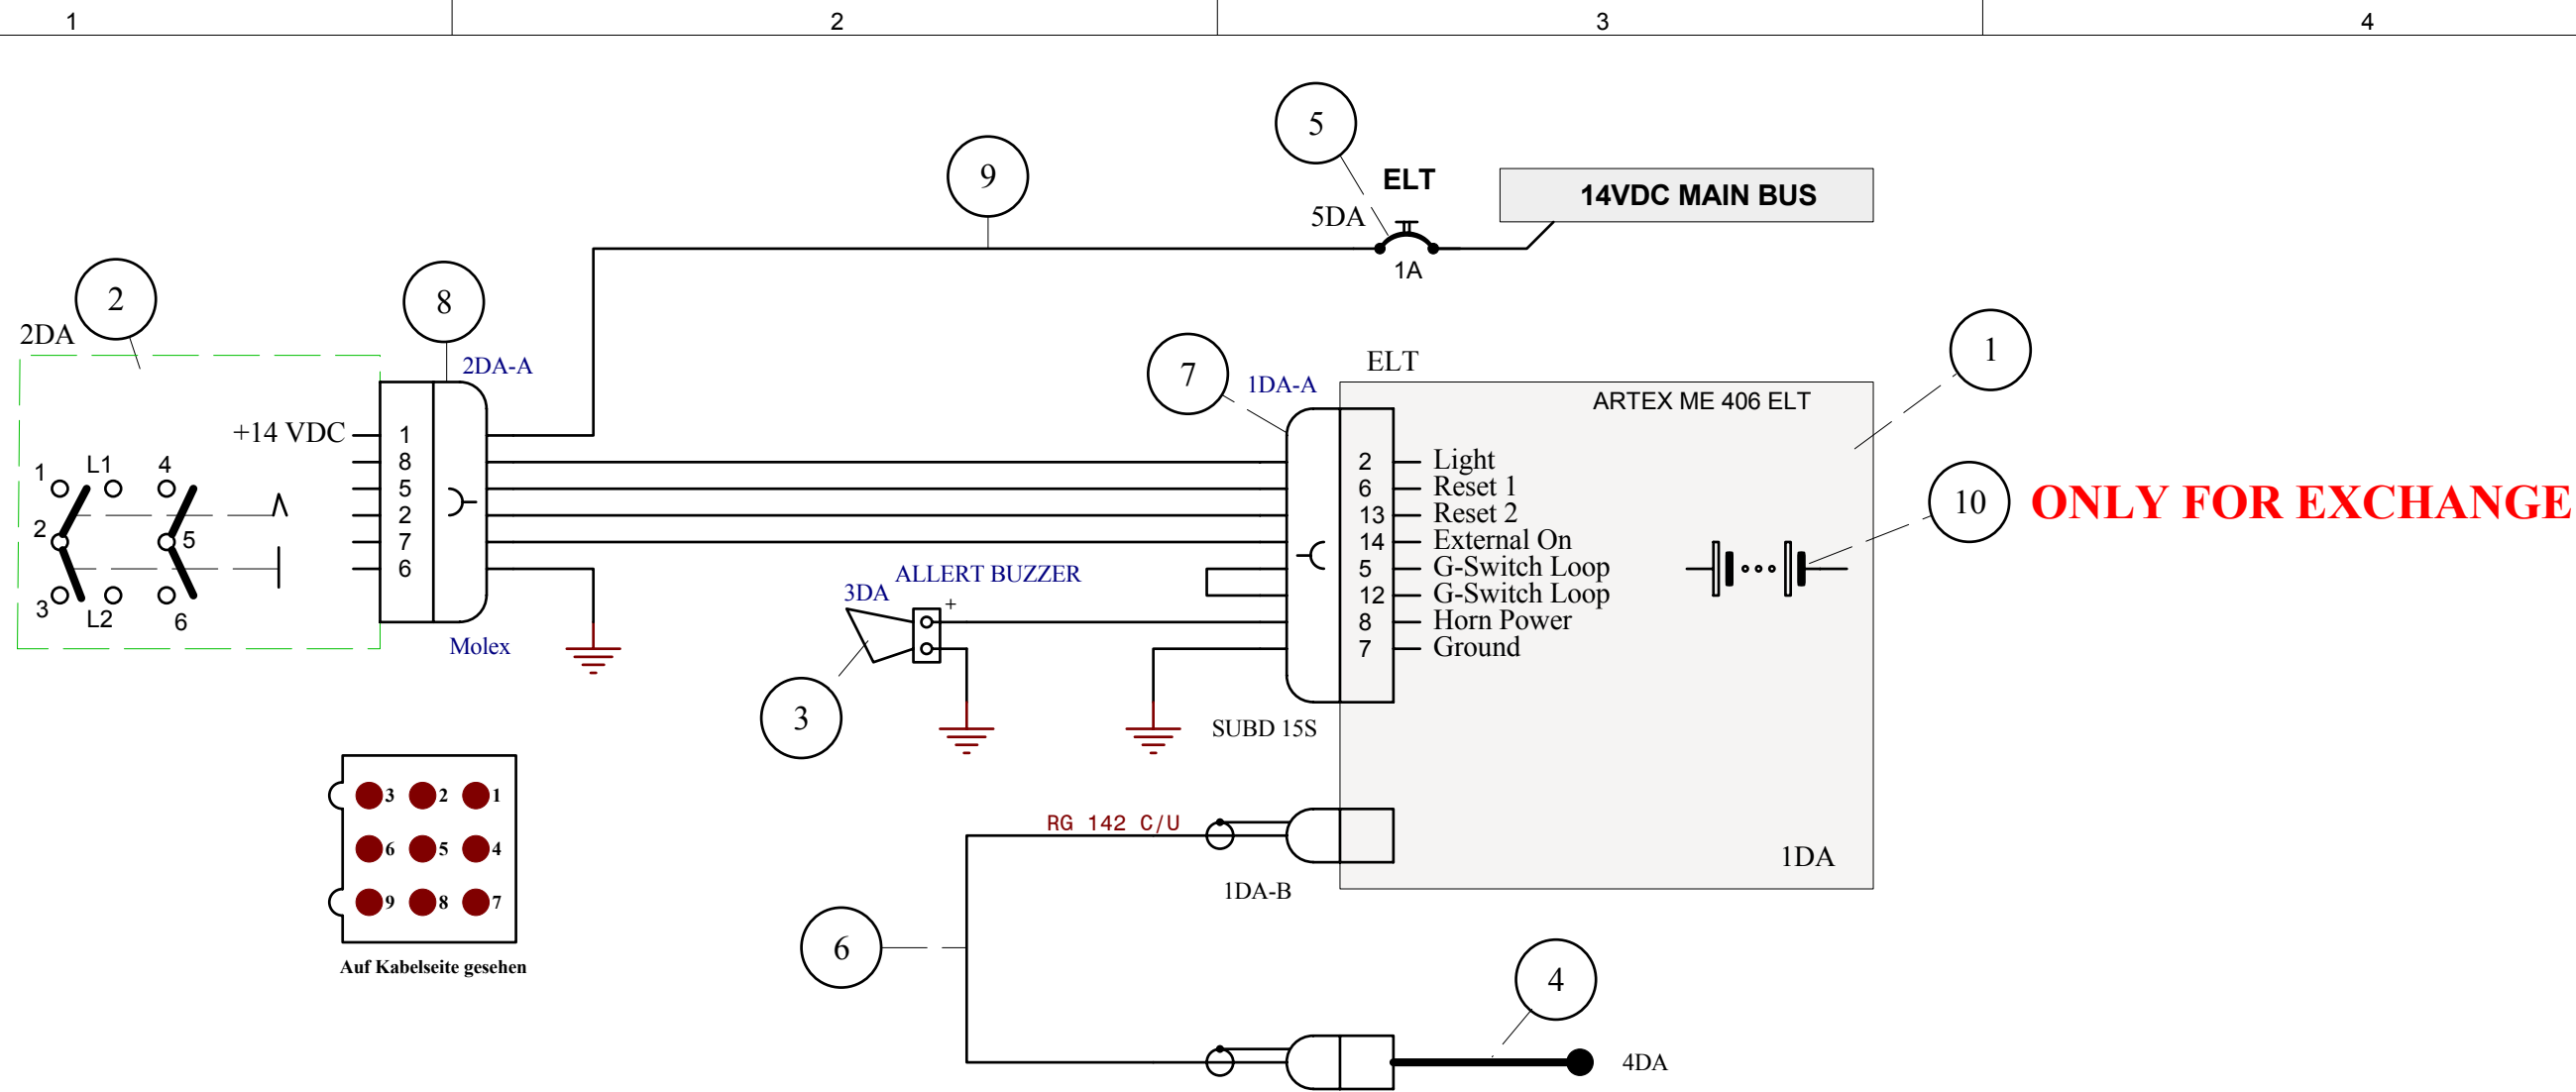 1 2 3 4
5
ELT
14VDC MAIN BUS
9
5DA
1A
2
8
2DA
2DA-A
7
1DA-A
ELT
1
ARTEX ME 406 ELT
+14 VDC 1
8
5
2
7
6
1 L1 4
2 5
3 L2 6
Molex
2 Light
6 Reset 1
13 Reset 2
14 External On
5 G-Switch Loop
12 G-Switch Loop
8 Horn Power
7 Ground
10 ONLY FOR EXCHANGE
ALLERT BUZZER
3DA
+
3
SUBD 15S
3 2 1
6 5 4
9 8 7
Auf Kabelseite gesehen
RG 142 C/U
1DA
1DA-B
6
4
4DA